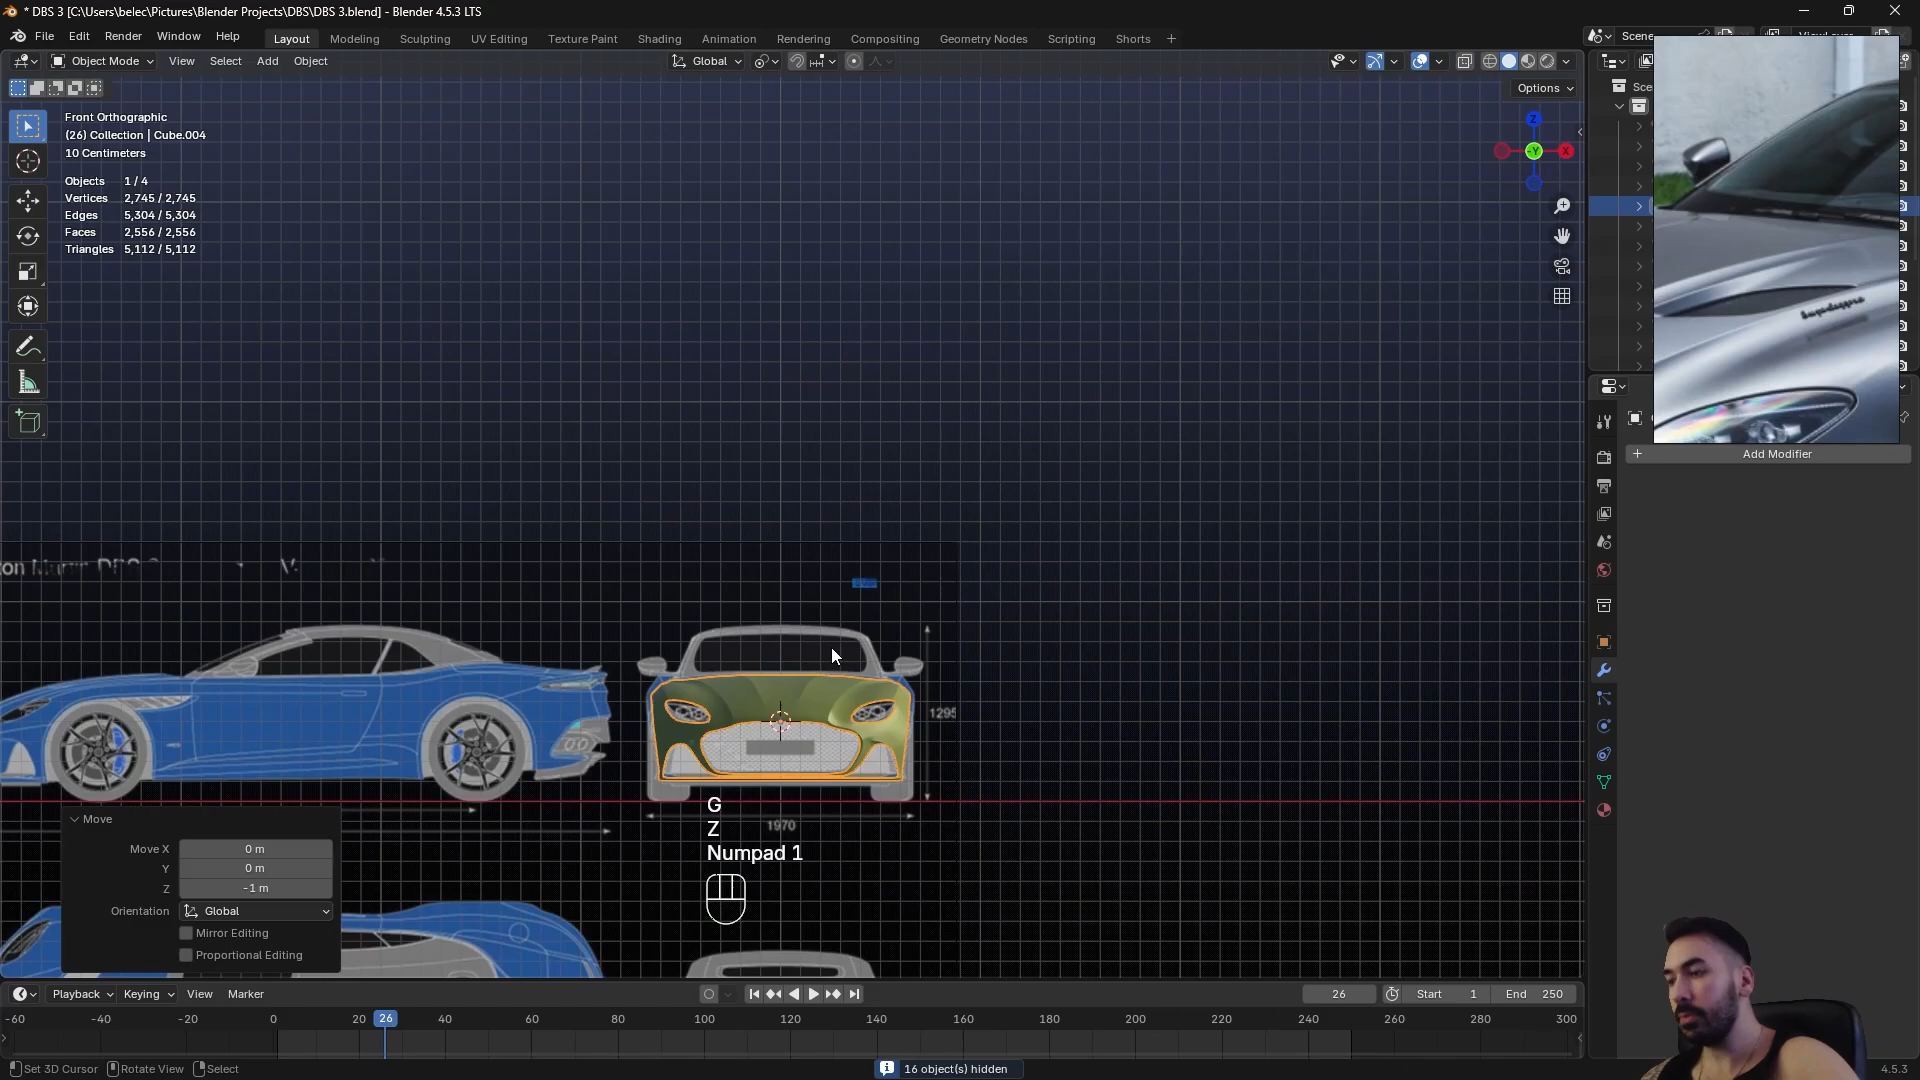 * DBS 3 [C:\Users\belec\Pictures\Blender Projects\DBS\DBS 3.blend] - Blender 4.5.3 LTS
File Edit Render Window Help
Layout Modeling Sculpting UV Editing Texture Paint Shading Animation Rendering Compositing Geometry Nodes Scripting Shorts +
Scene
Object Mode View Select Add Object
Global
Options
Front Orthographic
(26) Collection | Cube.004
10 Centimeters
Objects 1 / 4
Vertices 2,745 / 2,745
Edges 5,304 / 5,304
Faces 2,556 / 2,556
Triangles 5,112 / 5,112
Z
-Y
X
Sce
Add Modifier
1295
1970
G
Z
Numpad 1
Move
Move X 0 m
Y 0 m
Z -1 m
Orientation Global
Mirror Editing
Proportional Editing
Playback Keying View Marker
26
Start 1
End 250
-60 -40 -20 0 20 26 40 60 80 100 120 140 160 180 200 220 240 260 280 300
Set 3D Cursor Rotate View Select
16 object(s) hidden
4.5.3